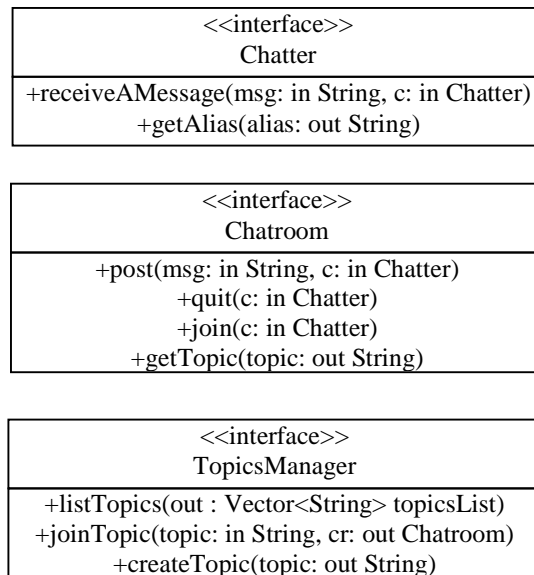 <<interface>>
Chatter
+receiveAMessage(msg: in String, c: in Chatter)
+getAlias(alias: out String)
<<interface>>
Chatroom
+post(msg: in String, c: in Chatter)
+quit(c: in Chatter)
+join(c: in Chatter)
+getTopic(topic: out String)
<<interface>>
TopicsManager
+listTopics(out : Vector<String> topicsList)
+joinTopic(topic: in String, cr: out Chatroom)
+createTopic(topic: out String)